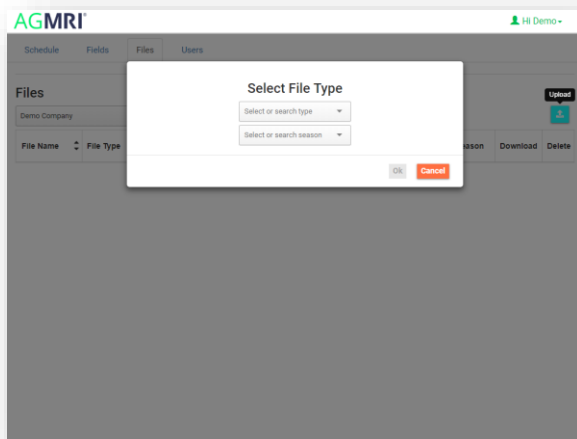 AGMRI®
Hi Demo
Schedule Fields Files Users
Select File Type
Files
Upload
Select or search type
Demo Company
Select or search season
File Name File Type ason Download Delete
Ok Cancel